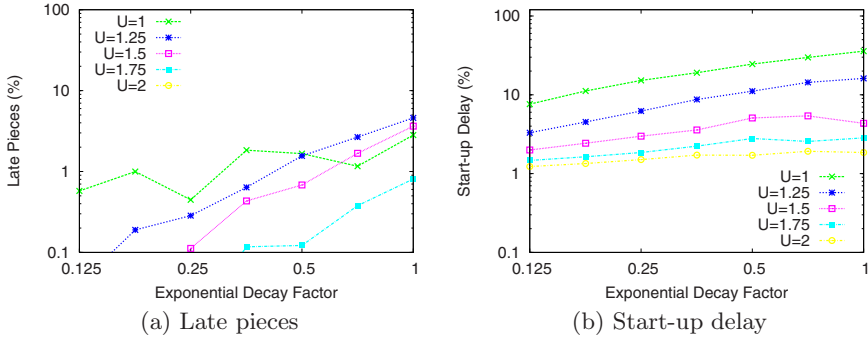 100
10
1
0.1
0.125
0.25
0.5
1
Late Pieces (%)
Exponential Decay Factor
U=1
U=1.25
U=1.5
U=1.75
U=2
(a) Late pieces
100
10
1
0.1
0.125
0.25
0.5
1
Start-up Delay (%)
Exponential Decay Factor
U=1
U=1.25
U=1.5
U=1.75
U=2
(b) Start-up delay